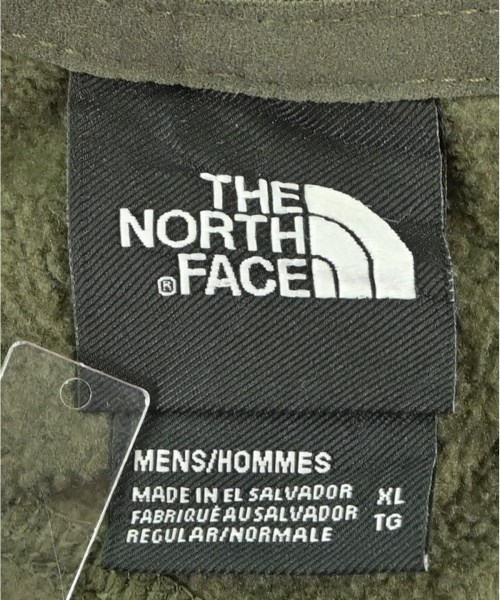 THE
NORTH
®FACE
MENS/HOMMES
MADE IN EL SALVADOR XL
FABRIQUÉ AU SALVADOR TG
REGULAR/NORMALE